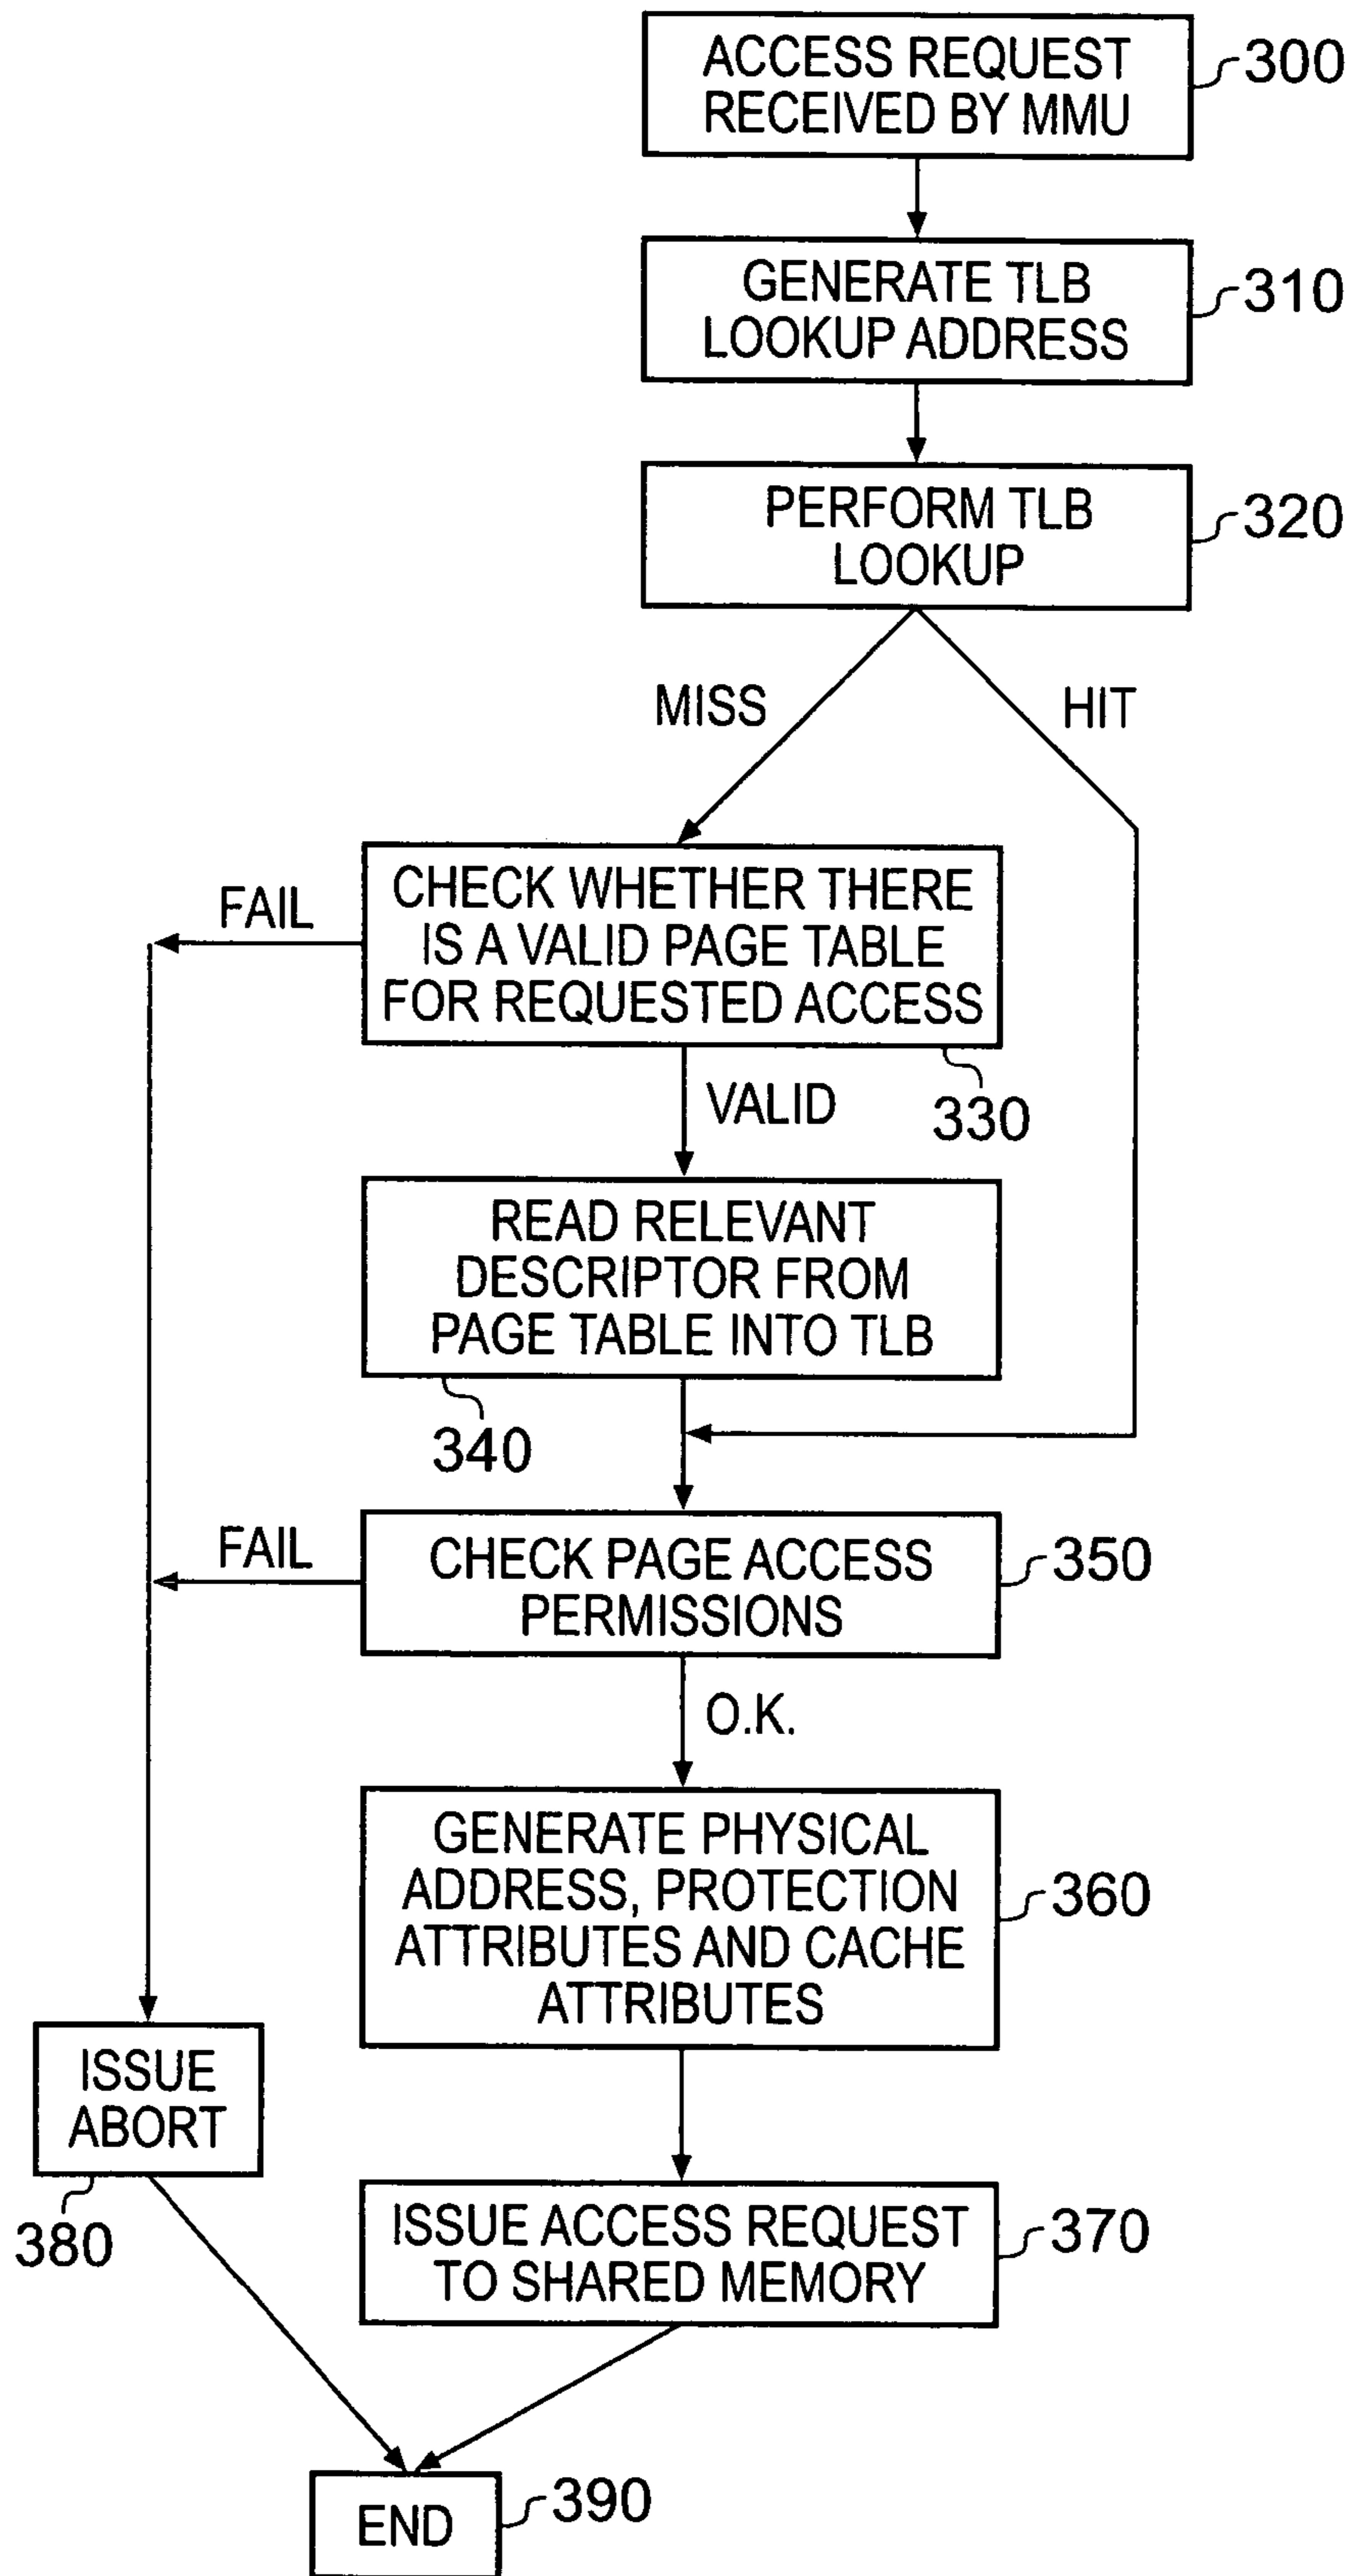 ACCESS REQUEST
RECEIVED BY MMU
300
GENERATE TLB
LOOKUP ADDRESS
310
PERFORM TLB
LOOKUP
320
MISS
HIT
CHECK WHETHER THERE
IS A VALID PAGE TABLE
FOR REQUESTED ACCESS
330
FAIL
VALID
READ RELEVANT
DESCRIPTOR FROM
PAGE TABLE INTO TLB
340
CHECK PAGE ACCESS
PERMISSIONS
350
FAIL
O.K.
GENERATE PHYSICAL
ADDRESS, PROTECTION
ATTRIBUTES AND CACHE
ATTRIBUTES
360
ISSUE
ABORT
380
ISSUE ACCESS REQUEST
TO SHARED MEMORY
370
END
390